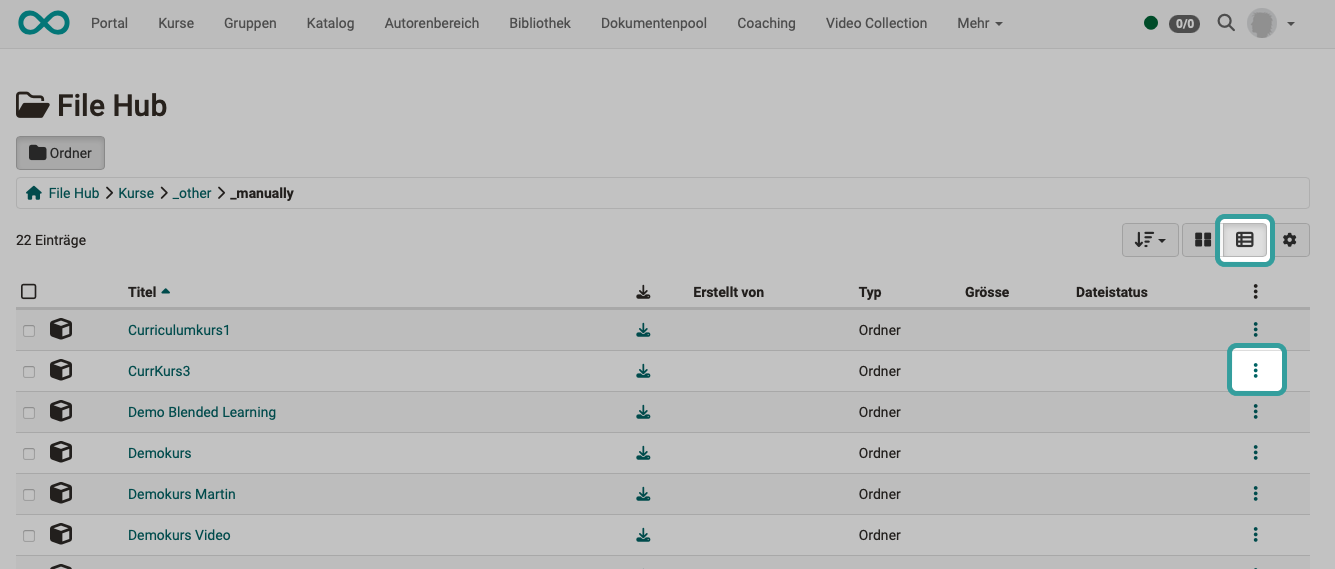 Portal Kurse Gruppen Katalog Autorenbereich Bibliothek Dokumentenpool Coaching Video Collection Mehr 0/0
File Hub
Ordner
File Hub Kurse _other _manually
22 Einträge
Titel Erstellt von Typ Grösse Dateistatus
Curriculumkurs1 Ordner
CurrKurs3 Ordner
Demo Blended Learning Ordner
Demokurs Ordner
Demokurs Martin Ordner
Demokurs Video Ordner